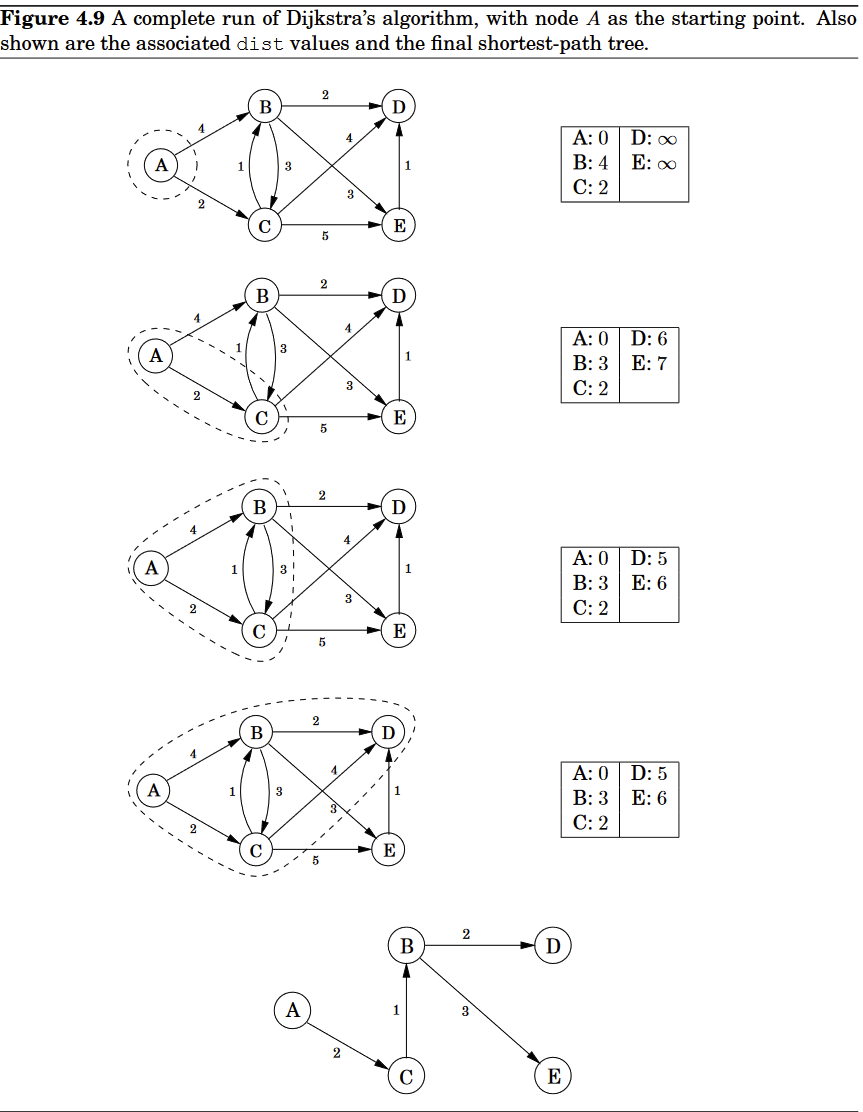 Figure 4.9 A complete run of Dijkstra's algorithm, with node A as the starting point. Also
shown are the associated dist values and the final shortest-path tree.
B 2 D
4
4
A 1 3 1
2 3
C 5 E
A: 0 D: ∞
B: 4 E: ∞
C: 2
B 2 D
4 4
A 1 3 1
2 3
C 5 E
A: 0 D: 6
B: 3 E: 7
C: 2
B 2 D
4 4
A 1 3 1
2 3
C 5 E
A: 0 D: 5
B: 3 E: 6
C: 2
B 2 D
4 4
A 1 3 1
2 3
C 5 E
A: 0 D: 5
B: 3 E: 6
C: 2
B 2 D
A 1 3
2
C E